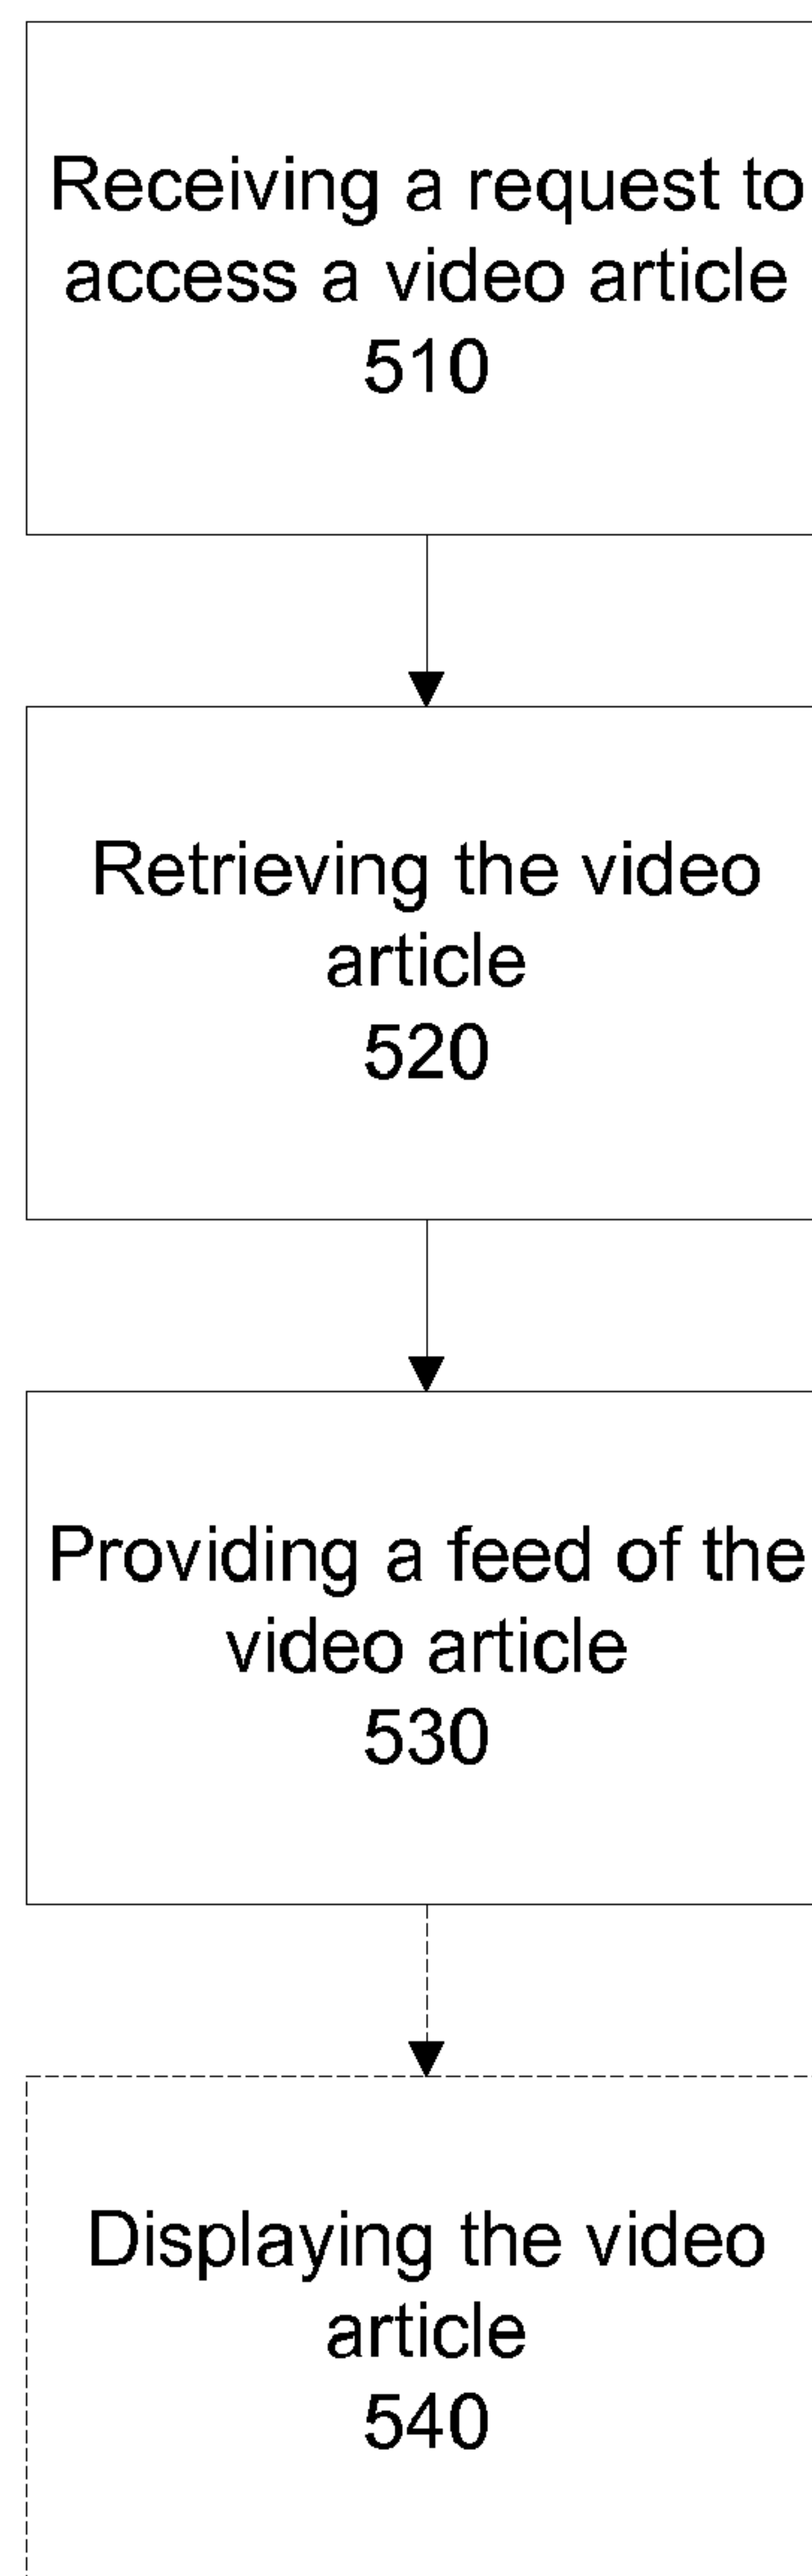 Receiving a request to
access a video article
510
Retrieving the video
article
520
Providing a feed of the
video article
530
Displaying the video
article
540